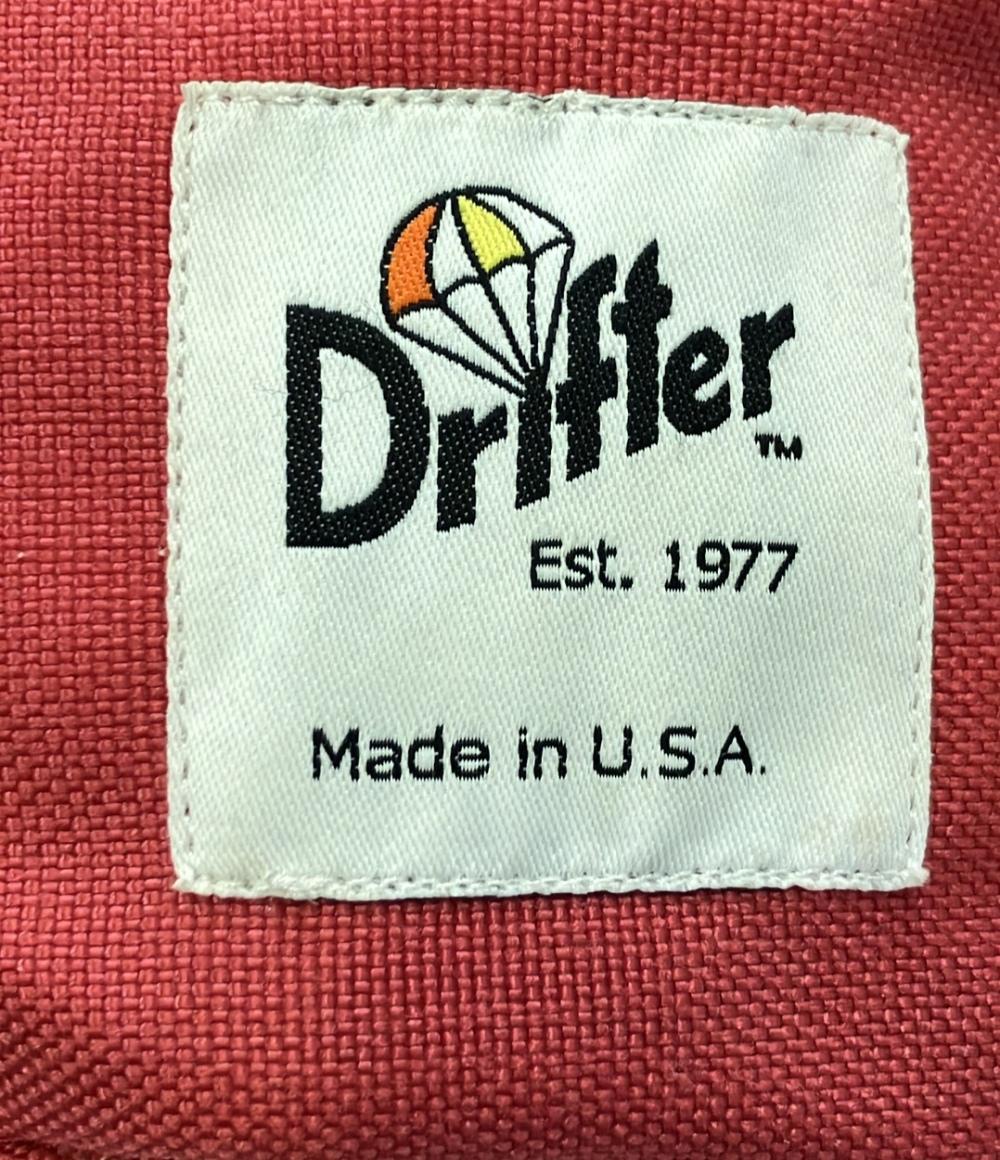 Drifter™
Est. 1977
Made in U.S.A.